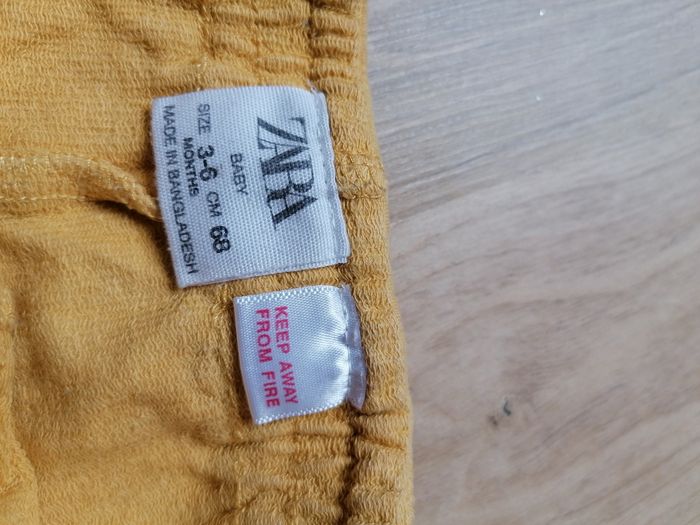 ZARA
BABY
SIZE 3-6 CM 68
MONTHS
MADE IN BANGLADESH
KEEP AWAY
FROM FIRE